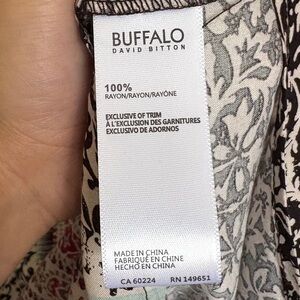 BUFFALO
DAVID BITTON
100%
RAYON/RAYON/RAYÓNE
EXCLUSIVE OF TRIM
À L'EXCLUSION DES GARNITURES
EXCLUSIVO DE ADORNOS
MADE IN CHINA
FABRIQUÉ EN CHINE
HECHO EN CHINA
CA 60224 RN 149651